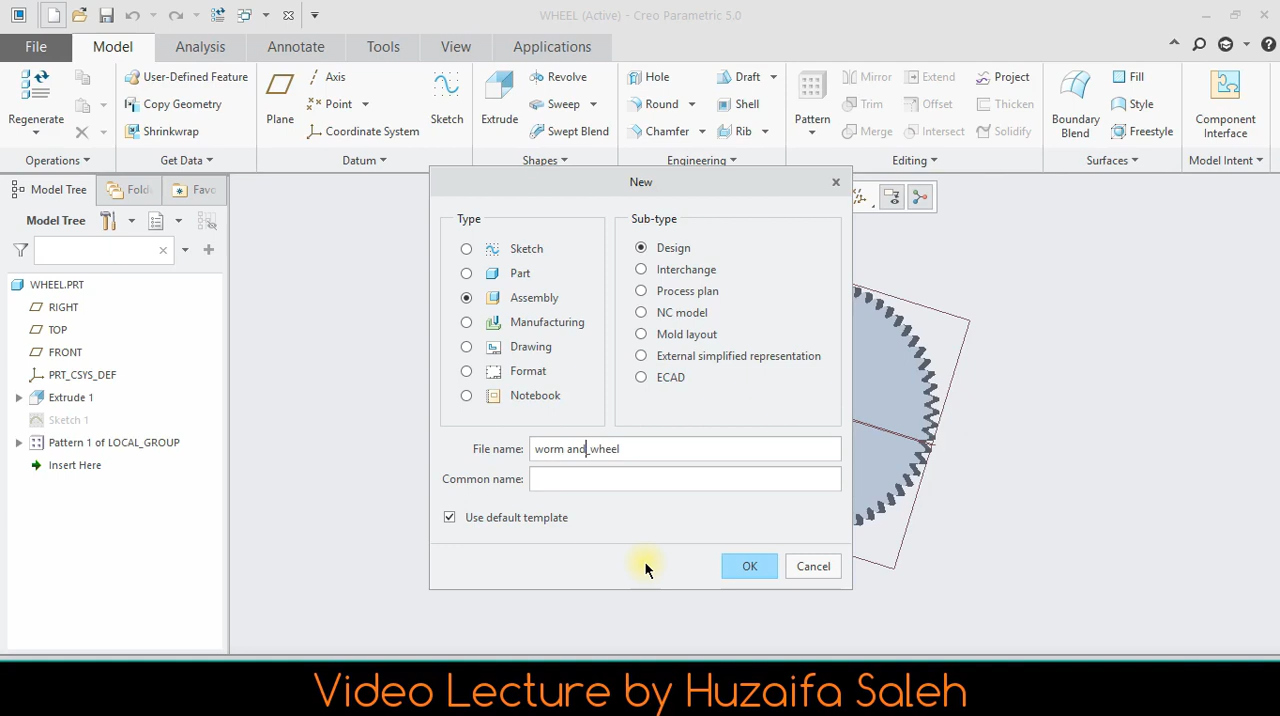 WHEEL (Active) - Creo Parametric 5.0
File Model Analysis Annotate Tools View Applications
Regenerate
User-Defined Feature
Copy Geometry
Shrinkwrap
Plane
Axis
Point
Coordinate System
Sketch
Extrude
Revolve
Sweep
Swept Blend
Hole
Round
Chamfer
Draft
Shell
Rib
Pattern
Mirror
Trim
Merge
Extend
Offset
Intersect
Project
Thicken
Solidify
Boundary
Blend
Fill
Style
Freestyle
Component
Interface
Operations Get Data Datum Shapes Engineering Editing Surfaces Model Intent
Model Tree Fold Favo
Model Tree
WHEEL.PRT
RIGHT
TOP
FRONT
PRT_CSYS_DEF
Extrude 1
Sketch 1
Pattern 1 of LOCAL_GROUP
Insert Here
New
Type
Sketch
Part
Assembly
Manufacturing
Drawing
Format
Notebook
Sub-type
Design
Interchange
Process plan
NC model
Mold layout
External simplified representation
ECAD
File name: worm and_wheel
Common name:
Use default template
OK Cancel
Video Lecture by Huzaifa Saleh